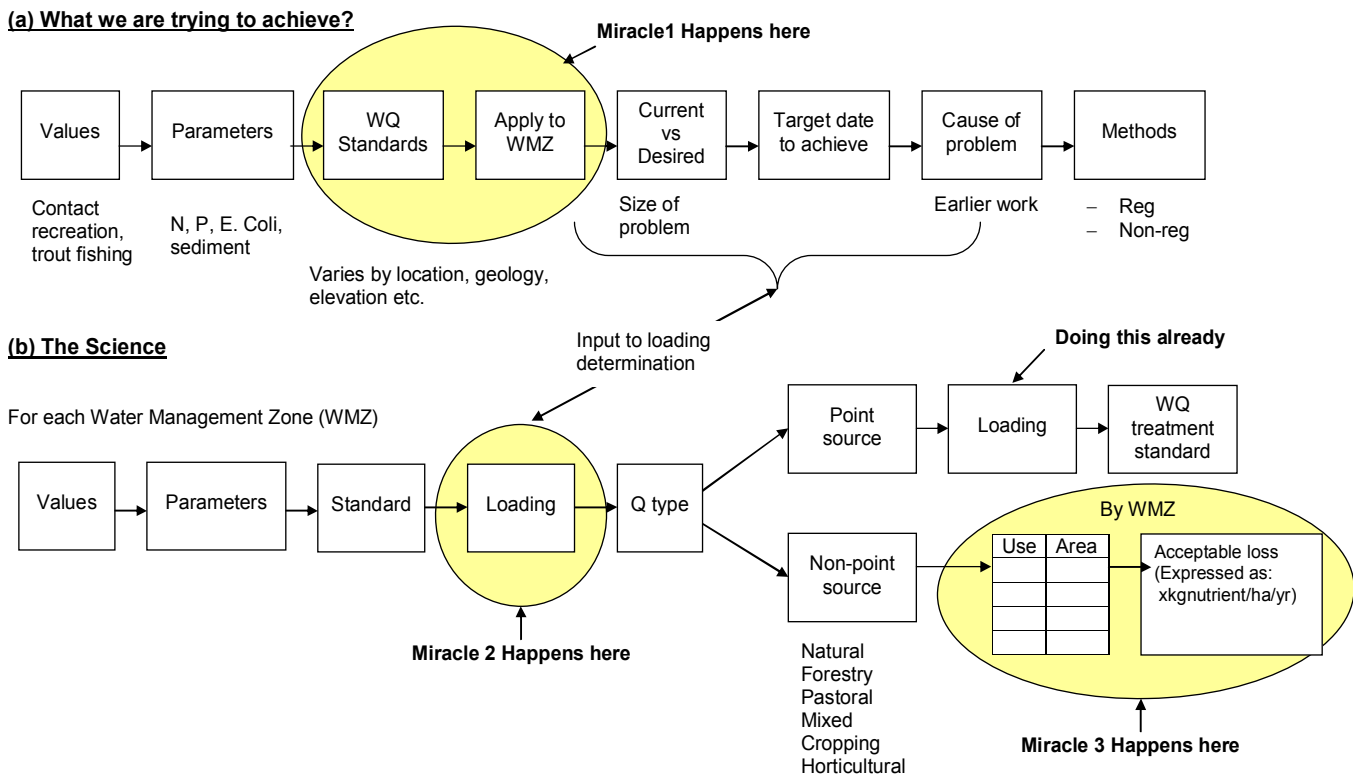 (a) What we are trying to achieve?
Miracle1 Happens here
Values
Parameters
WQ
Standards
Apply to
WMZ
Current
vs
Desired
Target date
to achieve
Cause of
problem
Methods
Contact
recreation,
trout fishing
N, P, E. Coli,
sediment
Varies by location, geology,
elevation etc.
Size of
problem
Earlier work
– Reg
– Non-reg
Input to loading
determination
(b) The Science
Doing this already
For each Water Management Zone (WMZ)
Values
Parameters
Standard
Loading
Q type
Point
source
Loading
WQ
treatment
standard
Non-point
source
By WMZ
Use Area
Acceptable loss
(Expressed as:
xkgnutrient/ha/yr)
Miracle 2 Happens here
Natural
Forestry
Pastoral
Mixed
Cropping
Horticultural
Miracle 3 Happens here